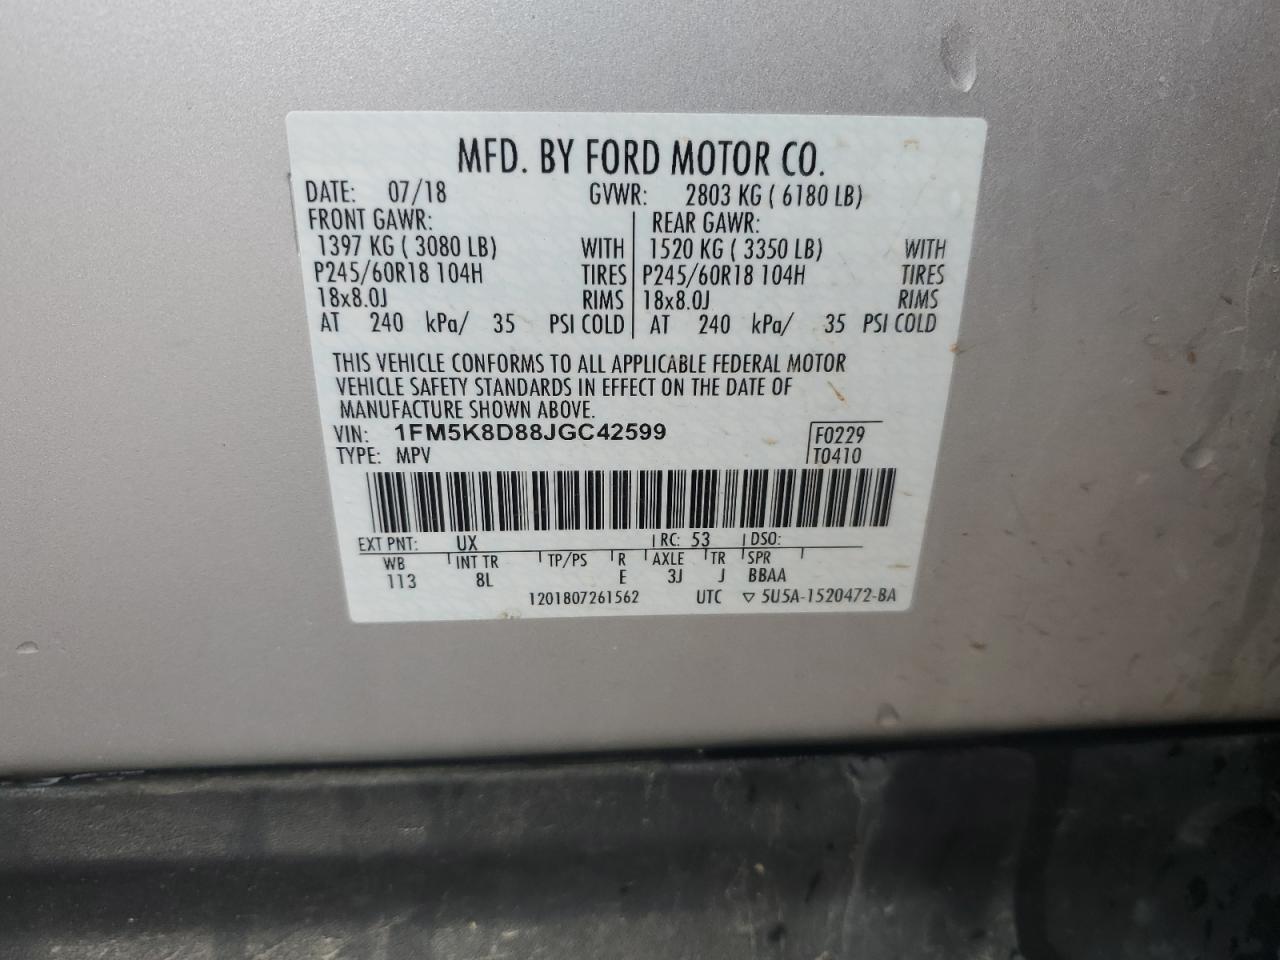 MFD. BY FORD MOTOR CO.
DATE: 07/18 GVWR: 2803 KG ( 6180 LB)
FRONT GAWR: REAR GAWR:
1397 KG ( 3080 LB) WITH 1520 KG ( 3350 LB) WITH
P245/60R18 104H TIRES P245/60R18 104H TIRES
18x8.0J RIMS 18x8.0J RIMS
AT 240 kPa/ 35 PSI COLD AT 240 kPa/ 35 PSI COLD
THIS VEHICLE CONFORMS TO ALL APPLICABLE FEDERAL MOTOR
VEHICLE SAFETY STANDARDS IN EFFECT ON THE DATE OF
MANUFACTURE SHOWN ABOVE.
VIN: 1FM5K8D88JGC42599 F0229
TYPE: MPV T0410
EXT PNT: UX RC: 53 DSO:
WB INT TR TP/PS R AXLE TR SPR
113 8L E 3J J BBAA
1201807261562 UTC ▽ 5U5A-1520472-BA